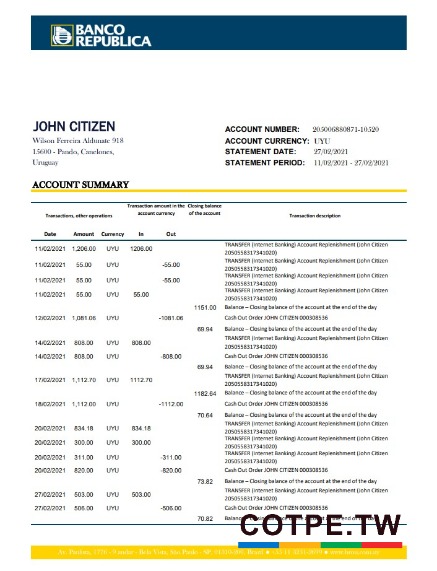 BANCO
REPUBLICA
JOHN CITIZEN
Wilson Ferreira Aldunate 918
15600 - Pando, Canelones,
Uruguay
ACCOUNT NUMBER: 205006880871-10520
ACCOUNT CURRENCY: UYU
STATEMENT DATE: 27/02/2021
STATEMENT PERIOD: 11/02/2021 - 27/02/2021
ACCOUNT SUMMARY
Transactions, other operations Transaction amount in the account currency Closing balance of the account Transaction description
Date Amount Currency In Out
11/02/2021 1,206.00 UYU 1206.00 TRANSFER (Internet Banking) Account Replenishment (John Citizen
2050558317341020)
11/02/2021 55.00 UYU -55.00 TRANSFER (Internet Banking) Account Replenishment (John Citizen
2050558317341020)
11/02/2021 55.00 UYU -55.00 TRANSFER (Internet Banking) Account Replenishment (John Citizen
2050558317341020)
11/02/2021 55.00 UYU 55.00 TRANSFER (Internet Banking) Account Replenishment (John Citizen
2050558317341020)
1151.00 Balance – Closing balance of the account at the end of the day
12/02/2021 1,081.06 UYU -1081.06 Cash Out Order JOHN CITIZEN 000308536
69.94 Balance – Closing balance of the account at the end of the day
14/02/2021 808.00 UYU 808.00 TRANSFER (Internet Banking) Account Replenishment (John Citizen
2050558317341020)
14/02/2021 808.00 UYU -808.00 Cash Out Order JOHN CITIZEN 000308536
69.94 Balance – Closing balance of the account at the end of the day
17/02/2021 1,112.70 UYU 1112.70 TRANSFER (Internet Banking) Account Replenishment (John Citizen
2050558317341020)
1182.64 Balance – Closing balance of the account at the end of the day
18/02/2021 1,112.00 UYU -1112.00 Cash Out Order JOHN CITIZEN 000308536
70.64 Balance – Closing balance of the account at the end of the day
20/02/2021 834.18 UYU 834.18 TRANSFER (Internet Banking) Account Replenishment (John Citizen
2050558317341020)
20/02/2021 300.00 UYU 300.00 TRANSFER (Internet Banking) Account Replenishment (John Citizen
2050558317341020)
20/02/2021 311.00 UYU -311.00 TRANSFER (Internet Banking) Account Replenishment (John Citizen
2050558317341020)
20/02/2021 820.00 UYU -820.00 Cash Out Order JOHN CITIZEN 000308536
73.82 Balance – Closing balance of the account at the end of the day
27/02/2021 503.00 UYU 503.00 TRANSFER (Internet Banking) Account Replenishment (John Citizen
2050558317341020)
27/02/2021 506.00 UYU -506.00 Cash Out Order JOHN CITIZEN 000308536
70.82 Balance – Closing balance of the account at the end of the day
COTPE.TW